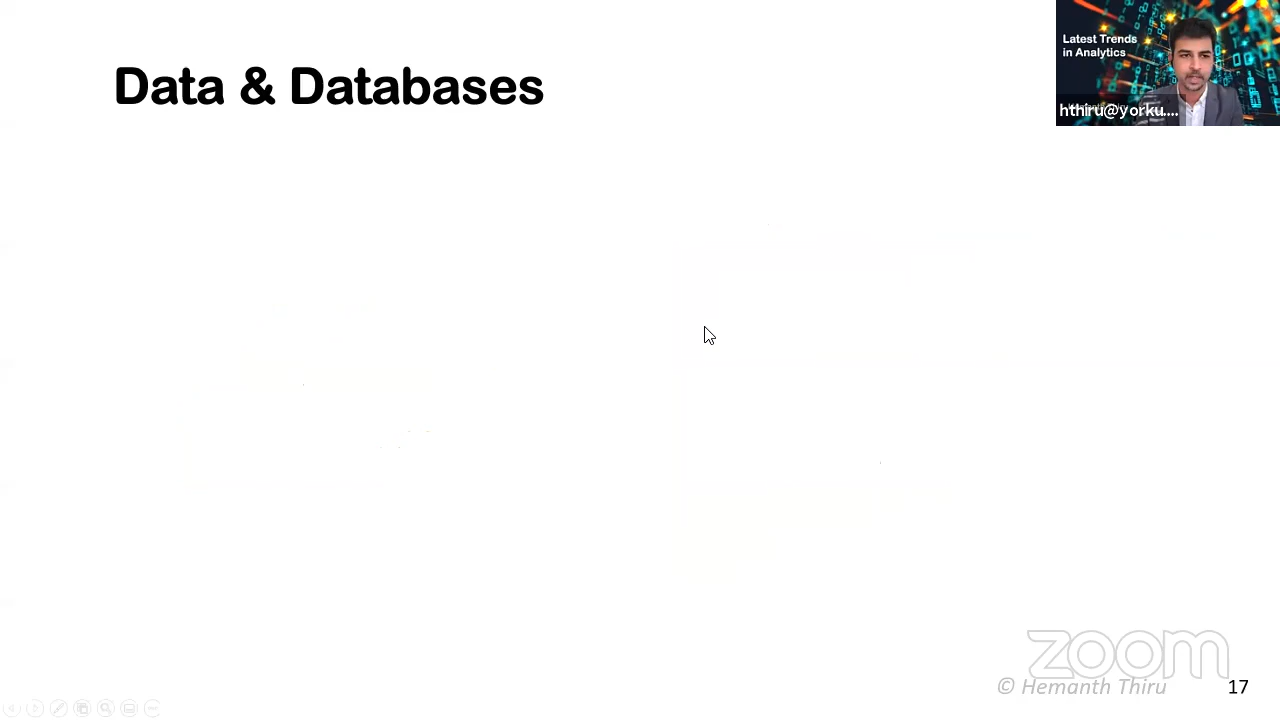 Data & Databases
Latest Trends
in Analytics
hthiru@yorku....
zoom
© Hemanth Thiru
17